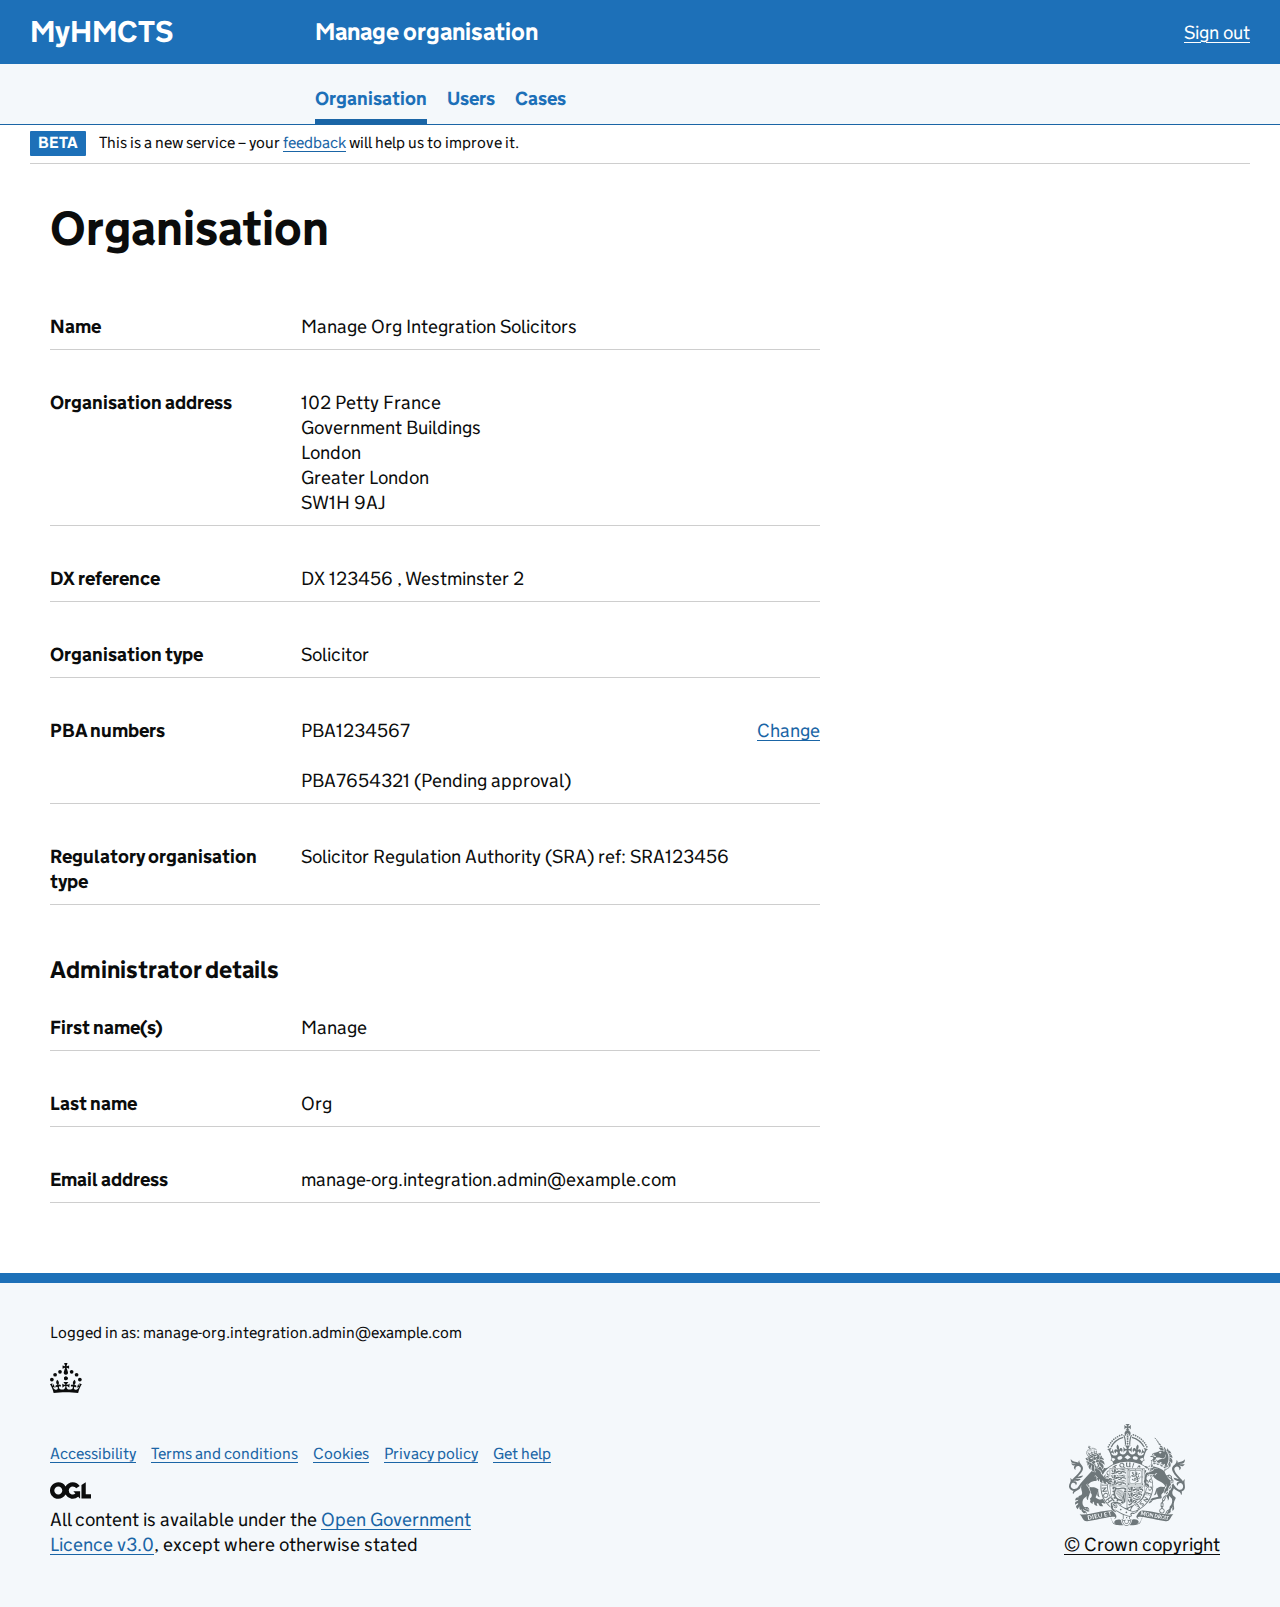 MyHMCTS
Manage organisation
Sign out
Organisation Users Cases
BETA This is a new service – your feedback will help us to improve it.
Organisation
Name Manage Org Integration Solicitors
Organisation address 102 Petty France
Government Buildings
London
Greater London
SW1H 9AJ
DX reference DX 123456 , Westminster 2
Organisation type Solicitor
PBA numbers PBA1234567 Change
PBA7654321 (Pending approval)
Regulatory organisation type Solicitor Regulation Authority (SRA) ref: SRA123456
Administrator details
First name(s) Manage
Last name Org
Email address manage-org.integration.admin@example.com
Logged in as: manage-org.integration.admin@example.com
Accessibility Terms and conditions Cookies Privacy policy Get help
OGL
All content is available under the Open Government
Licence v3.0, except where otherwise stated
© Crown copyright